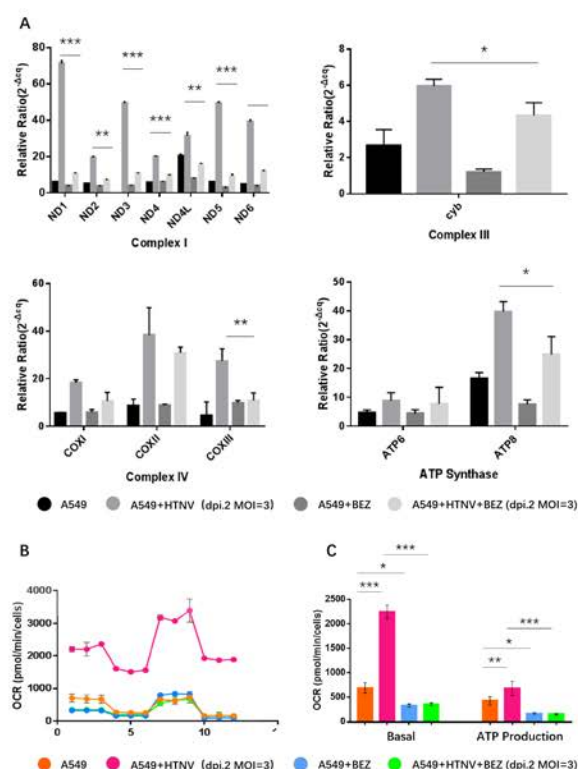 A
Relative Ratio(2^-Δcq)
80
60
40
20
0
***
**
***
***
**
***
ND1
ND2
ND3
ND4
ND4L
ND5
ND6
Complex I
Relative Ratio(2^-Δcq)
8
6
4
2
0
*
cyb
Complex III
Relative Ratio(2^-Δcq)
60
40
20
0
**
COXI
COXII
COXIII
Complex IV
Relative Ratio(2^-Δcq)
50
40
30
20
10
0
*
ATP6
ATP8
ATP Synthase
A549
A549+HTNV (dpi.2 MOI=3)
A549+BEZ
A549+HTNV+BEZ (dpi.2 MOI=3)
B
OCR (pmol/min/cells)
4000
3000
2000
1000
0
0
5
10
C
OCR (pmol/min/cells)
2500
2000
1500
1000
500
0
***
*
***
***
*
**
Basal
ATP Production
A549
A549+HTNV (dpi.2 MOI=3)
A549+BEZ
A549+HTNV+BEZ (dpi.2 MOI=3)